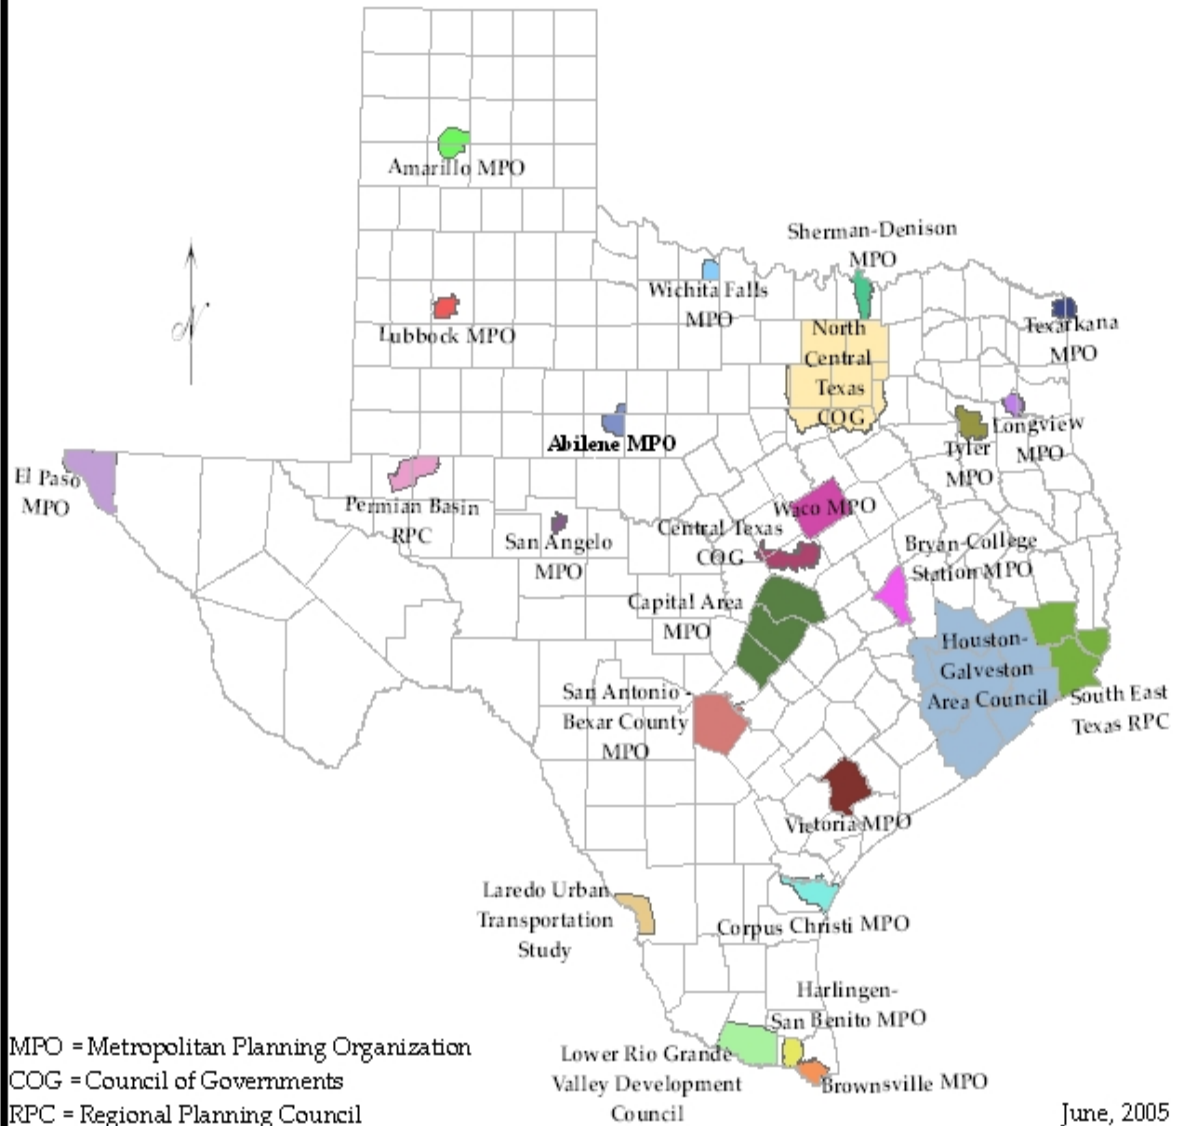 Amarillo MPO
Sherman-Denison
MPO
Wichita Falls
MPO
Lubbock MPO
N
North
Central
Texas
COG
Texarkana
MPO
Abilene MPO
Longview
MPO
Tyler
MPO
El Paso
MPO
Permian Basin
RPC
San Angelo
MPO
Waco MPO
Central Texas
COG
Bryan-College
Station MPO
Capital Area
MPO
Houston-
Galveston
Area Council
South East
Texas RPC
San Antonio -
Bexar County
MPO
Victoria MPO
Laredo Urban
Transportation
Study
Corpus Christi MPO
Harlingen-
San Benito MPO
Lower Rio Grande
Valley Development
Council
Brownsville MPO
MPO = Metropolitan Planning Organization
COG = Council of Governments
RPC = Regional Planning Council
June, 2005